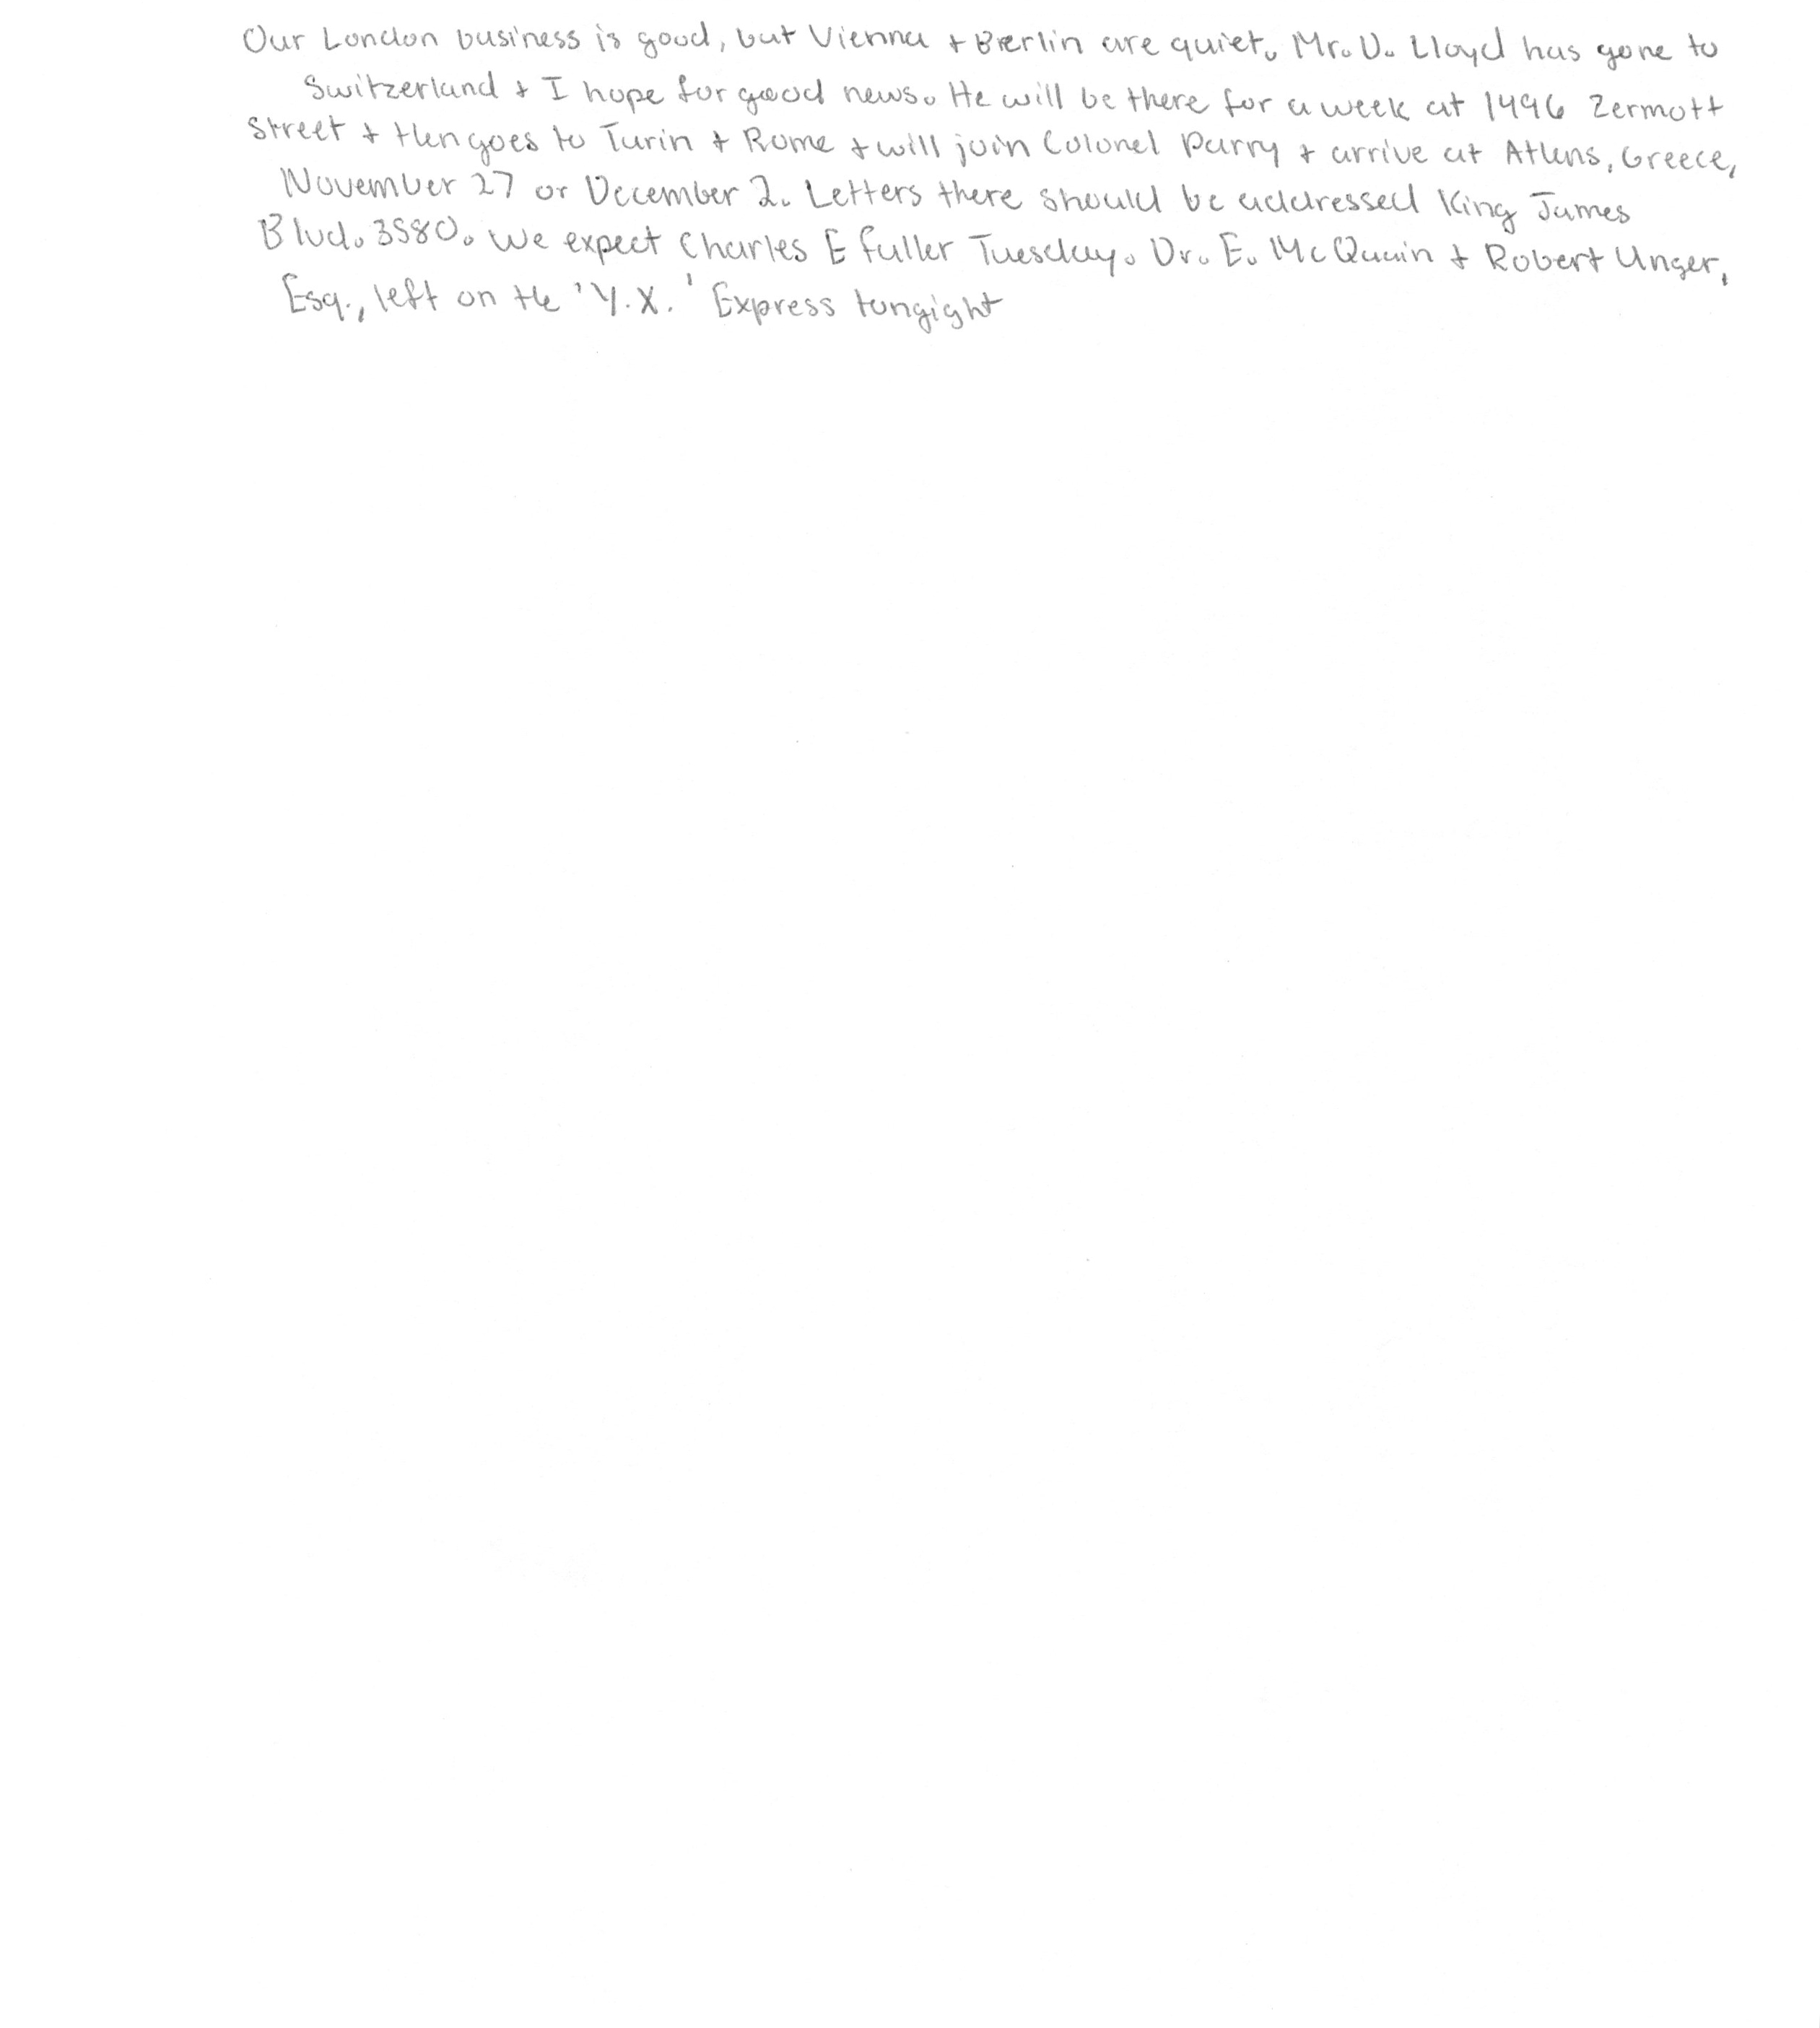 Our London business is good, but Vienna + Berlin are quiet. Mr. D. Lloyd has gone to
Switzerland + I hope for good news. He will be there for a week at 1496 Zermott
Street + then goes to Turin + Rome + will join Colonel Parry + arrive at Athens, Greece,
November 27 or December 2. Letters there should be addressed King James
Blvd. 3580. We expect Charles E Fuller Tuesday. Dr. E. McQuain + Robert Unger,
Esq., left on the 'Y.X.' Express tongight